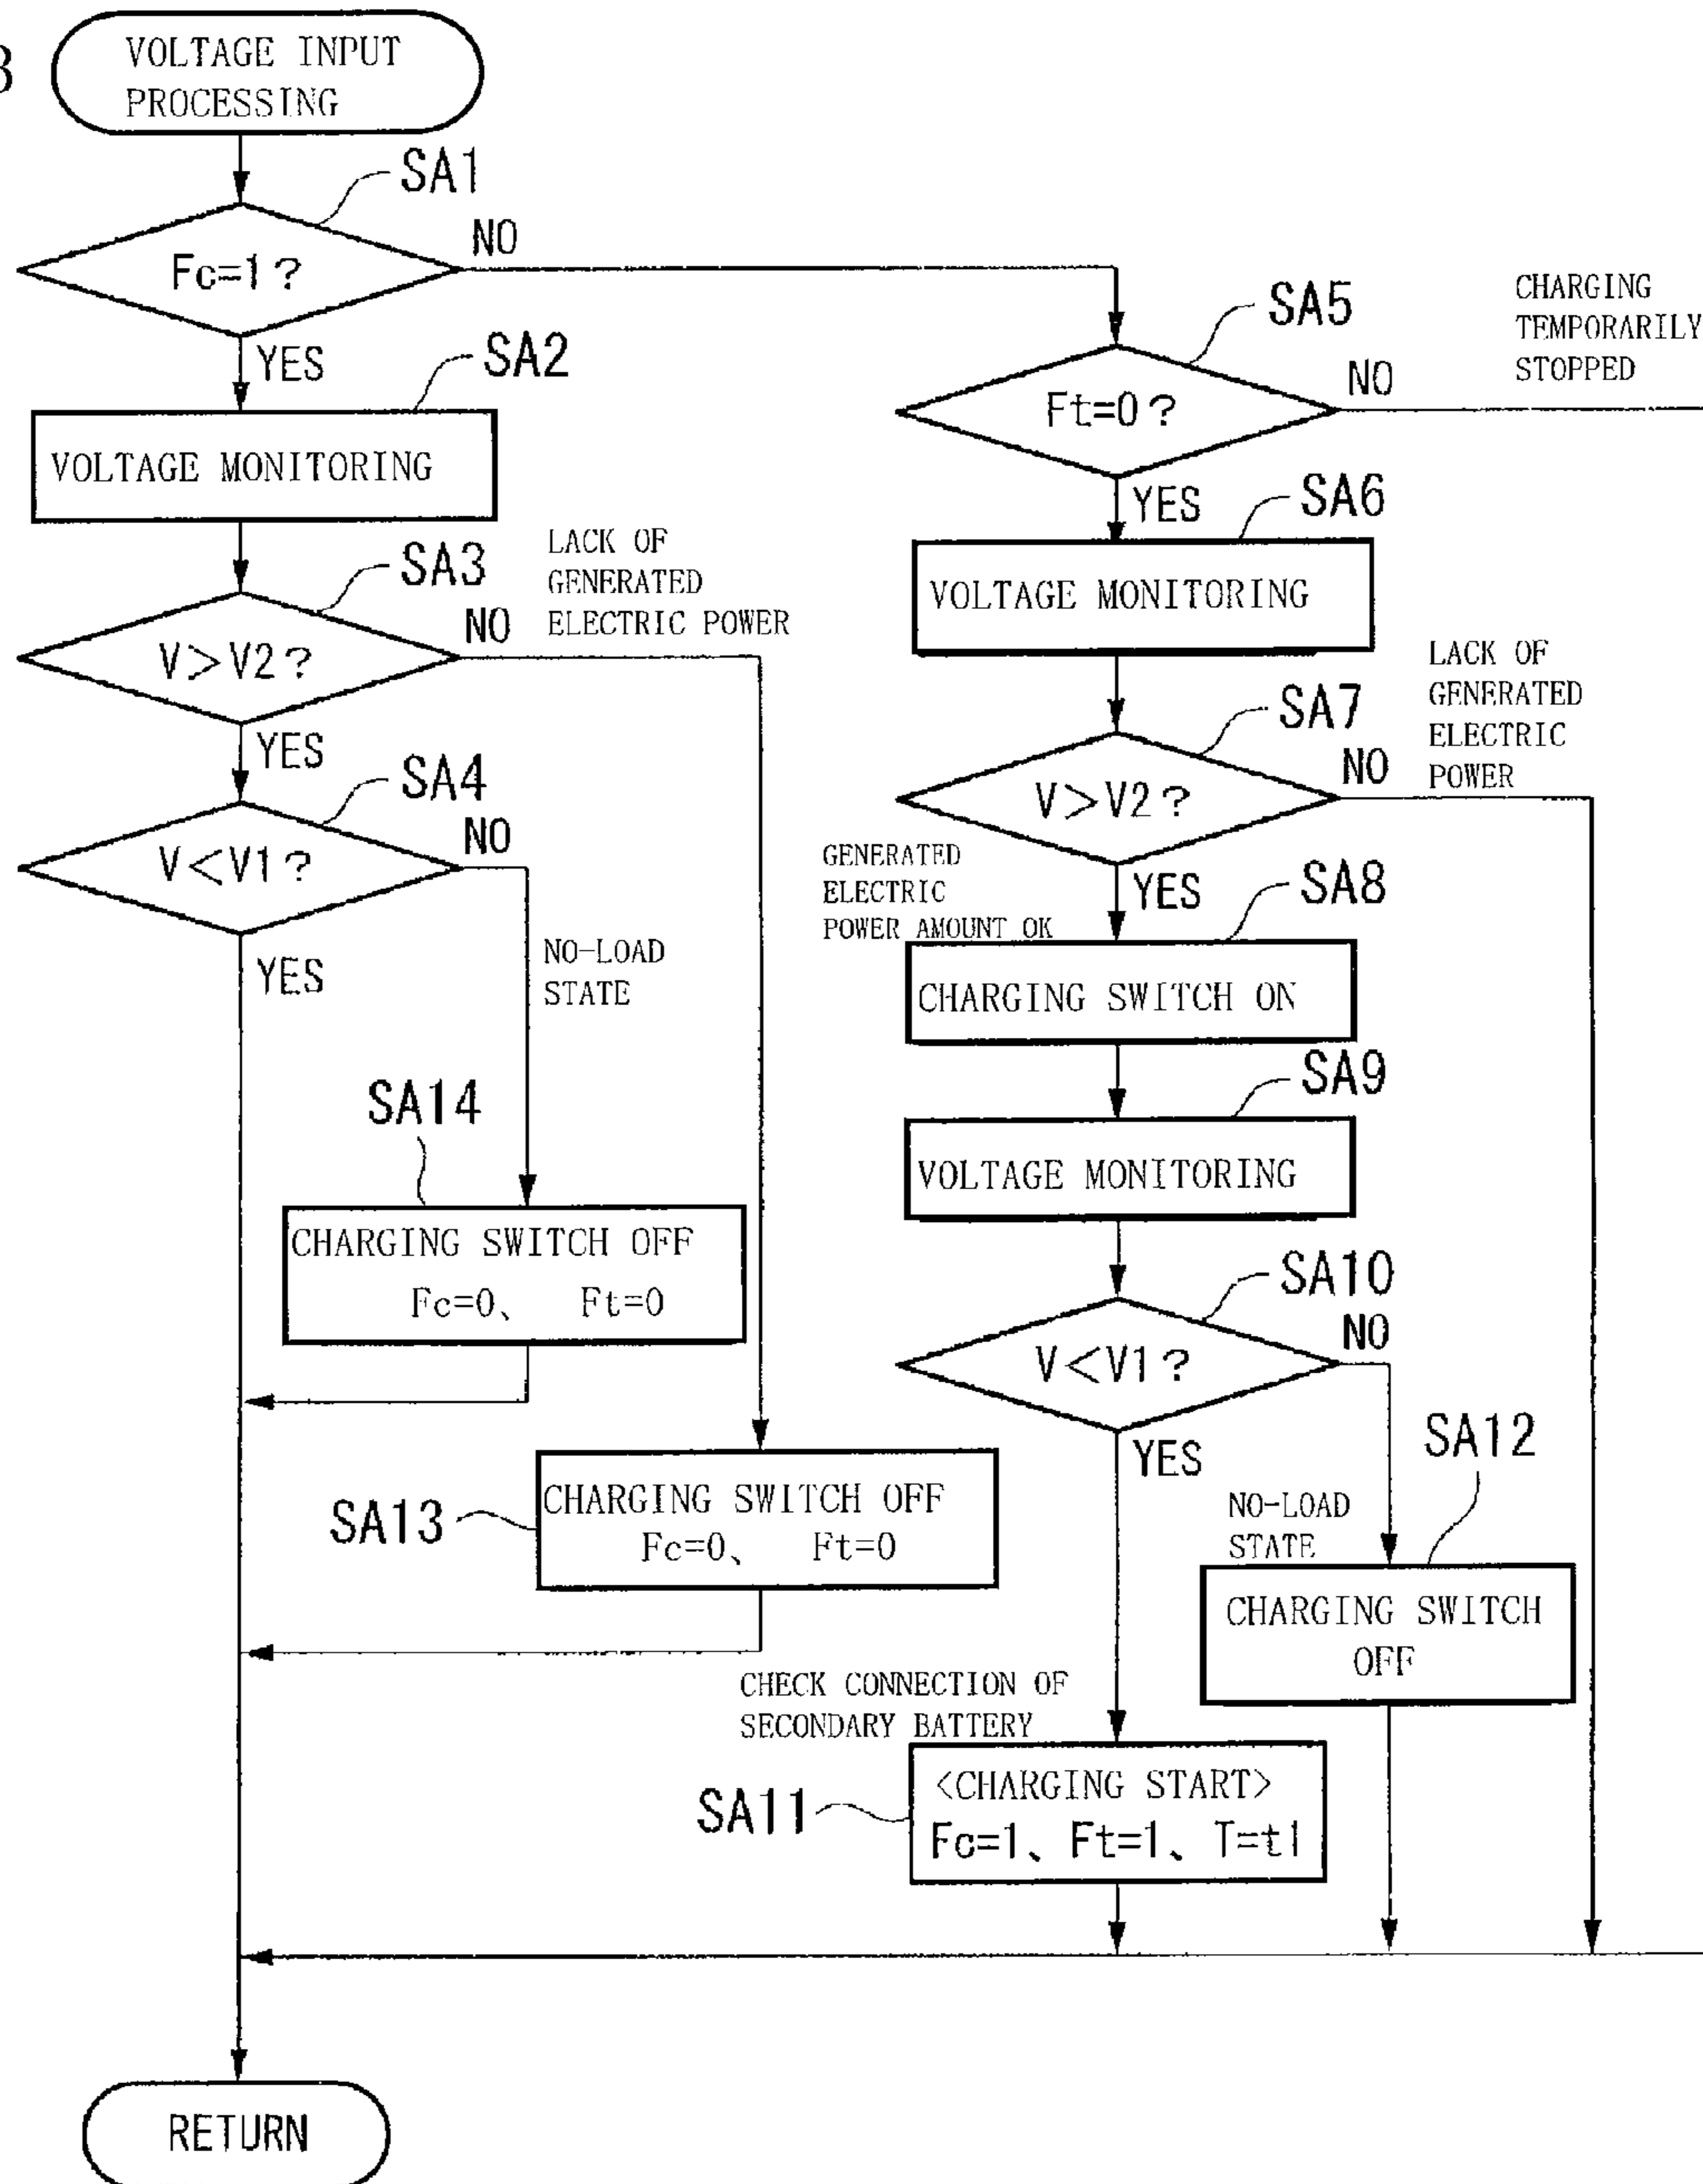 3
VOLTAGE INPUT
PROCESSING
SA1
Fc=1?
NO
YES
SA2
VOLTAGE MONITORING
SA3
V>V2?
NO
LACK OF
GENERATED
ELECTRIC POWER
YES
SA4
V<V1?
NO
YES
NO-LOAD
STATE
SA14
CHARGING SWITCH OFF
Fc=0、 Ft=0
SA13
CHARGING SWITCH OFF
Fc=0、 Ft=0
SA5
Ft=0?
NO
CHARGING
TEMPORARILY
STOPPED
YES
SA6
VOLTAGE MONITORING
SA7
V>V2?
NO
LACK OF
GENERATED
ELECTRIC
POWER
GENERATED
ELECTRIC
POWER AMOUNT OK
YES
SA8
CHARGING SWITCH ON
SA9
VOLTAGE MONITORING
SA10
V<V1?
NO
YES
NO-LOAD
STATE
SA12
CHARGING SWITCH
OFF
CHECK CONNECTION OF
SECONDARY BATTERY
SA11
<CHARGING START>
Fc=1、Ft=1、T=t1
RETURN